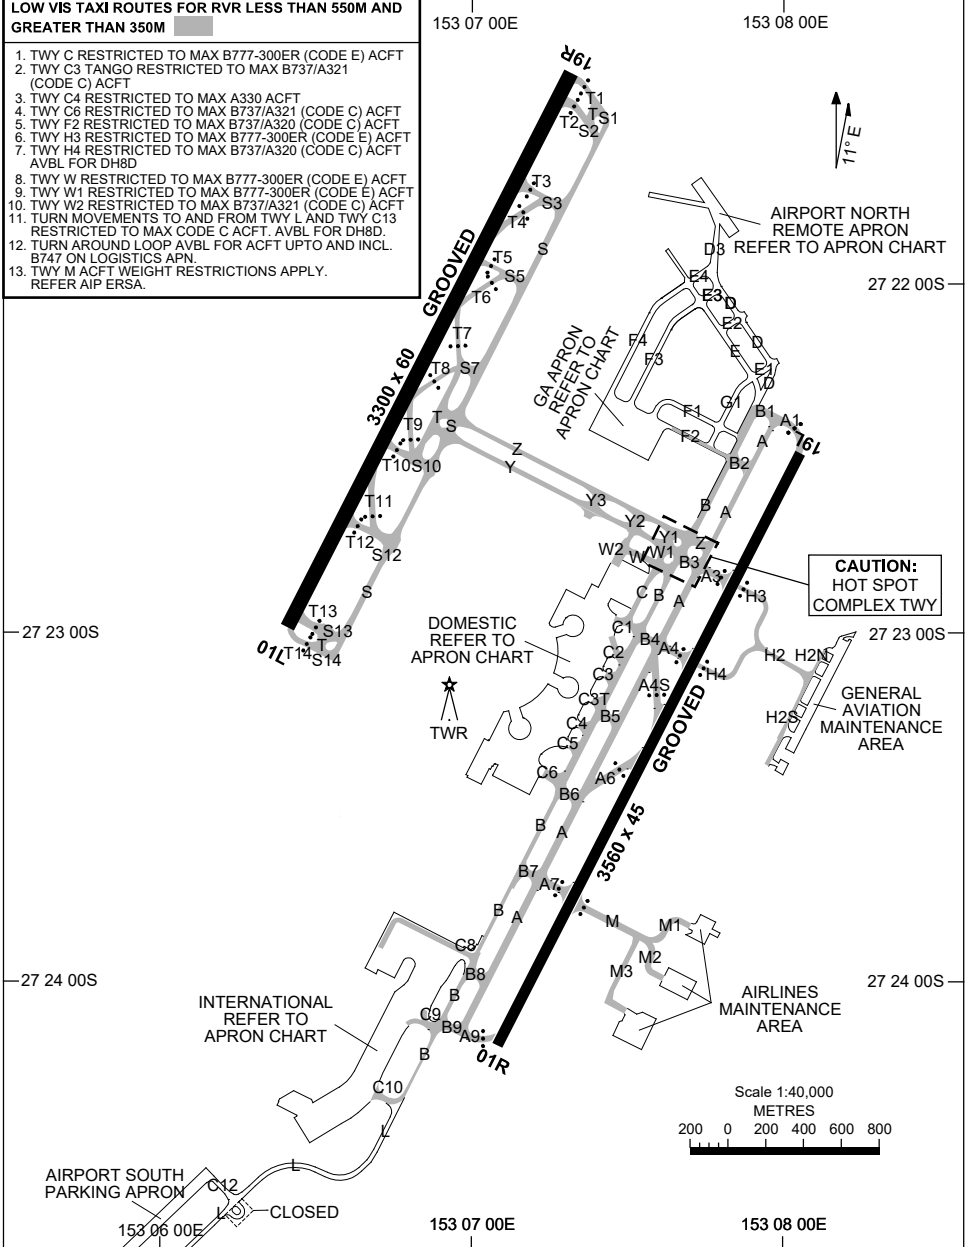 LOW VIS TAXI ROUTES FOR RVR LESS THAN 550M AND
GREATER THAN 350M
1. TWY C RESTRICTED TO MAX B777-300ER (CODE E) ACFT
2. TWY C3 TANGO RESTRICTED TO MAX B737/A321
(CODE C) ACFT
3. TWY C4 RESTRICTED TO MAX A330 ACFT
4. TWY C6 RESTRICTED TO MAX B737/A321 (CODE C) ACFT
5. TWY F2 RESTRICTED TO MAX B737/A320 (CODE C) ACFT
6. TWY H3 RESTRICTED TO MAX B777-300ER (CODE E) ACFT
7. TWY H4 RESTRICTED TO MAX B737/A320 (CODE C) ACFT
AVBL FOR DH8D
8. TWY W RESTRICTED TO MAX B777-300ER (CODE E) ACFT
9. TWY W1 RESTRICTED TO MAX B777-300ER (CODE E) ACFT
10. TWY W2 RESTRICTED TO MAX B737/A321 (CODE C) ACFT
11. TURN MOVEMENTS TO AND FROM TWY L AND TWY C13
RESTRICTED TO MAX CODE C ACFT. AVBL FOR DH8D.
12. TURN AROUND LOOP AVBL FOR ACFT UPTO AND INCL.
B747 ON LOGISTICS APN.
13. TWY M ACFT WEIGHT RESTRICTIONS APPLY.
REFER AIP ERSA.
153 07 00E
153 08 00E
19R
T1
T
S1
T2
S2
11° E
T3
S3
T4
S
AIRPORT NORTH
REMOTE APRON
REFER TO APRON CHART
D3
T5
S5
T6
E4
E3
D
27 22 00S
GROOVED
E2
D
E
T7
F4
F3
GA APRON
REFER TO
APRON CHART
T8
S7
E1
D
3300 x 60
G1
F1
B1
A1
T
S
F2
A
19L
T9
T10
S10
Z
Y
B2
T11
Y3
B
A
T12
S12
Y2
Y1
Z
W2
W
W1
B3
A3
CAUTION:
HOT SPOT
COMPLEX TWY
S
C
B
A
H3
T13
S13
T
T14
S14
01L
27 23 00S
27 23 00S
DOMESTIC
REFER TO
APRON CHART
C1
B4
A4
C2
H2
H2N
C3
H4
A4S
TWR
C3T
B5
GROOVED
C4
H2S
GENERAL
AVIATION
MAINTENANCE
AREA
C5
C6
A6
B6
B
A
3560 x 45
B7
A7
B
A
M
M1
C8
M2
M3
B8
B
27 24 00S
27 24 00S
AIRLINES
MAINTENANCE
AREA
INTERNATIONAL
REFER TO
APRON CHART
C9
B9
A9
01R
B
C10
Scale 1:40,000
METRES
200 0 200 400 600 800
L
L
AIRPORT SOUTH
PARKING APRON
C12
L
CLOSED
153 06 00E
153 07 00E
153 08 00E